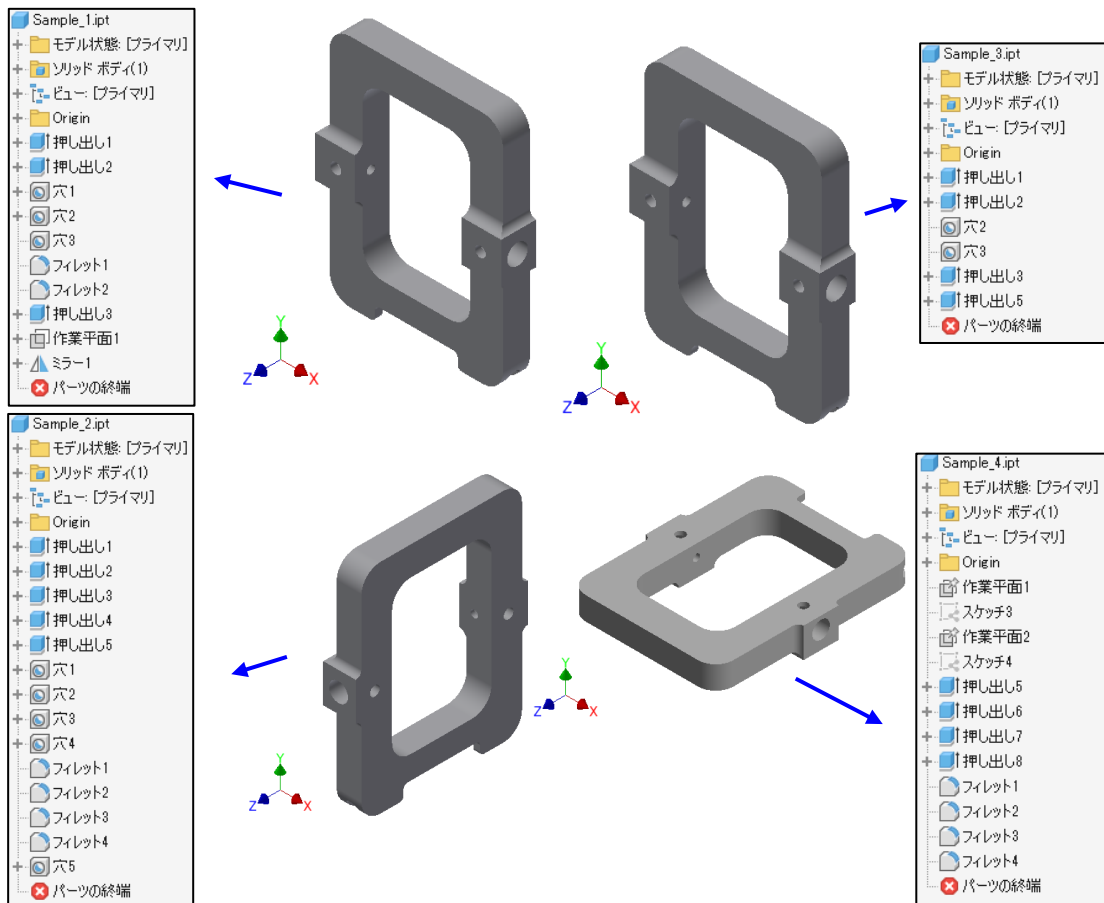 Sample_1.ipt
モデル状態: [プライマリ]
ソリッド ボディ(1)
ビュー: [プライマリ]
Origin
押し出し1
押し出し2
穴1
穴2
穴3
フィレット1
フィレット2
押し出し3
作業平面1
ミラー1
パーツの終端
Y
Z
X
Y
Z
X
Sample_3.ipt
モデル状態: [プライマリ]
ソリッド ボディ(1)
ビュー: [プライマリ]
Origin
押し出し1
押し出し2
穴2
穴3
押し出し3
押し出し5
パーツの終端
Sample_2.ipt
モデル状態: [プライマリ]
ソリッド ボディ(1)
ビュー: [プライマリ]
Origin
押し出し1
押し出し2
押し出し3
押し出し4
押し出し5
穴1
穴2
穴3
穴4
フィレット1
フィレット2
フィレット3
フィレット4
穴5
パーツの終端
Y
Z
X
Y
Z
X
Sample_4.ipt
モデル状態: [プライマリ]
ソリッド ボディ(1)
ビュー: [プライマリ]
Origin
作業平面1
スケッチ3
作業平面2
スケッチ4
押し出し5
押し出し6
押し出し7
押し出し8
フィレット1
フィレット2
フィレット3
フィレット4
パーツの終端